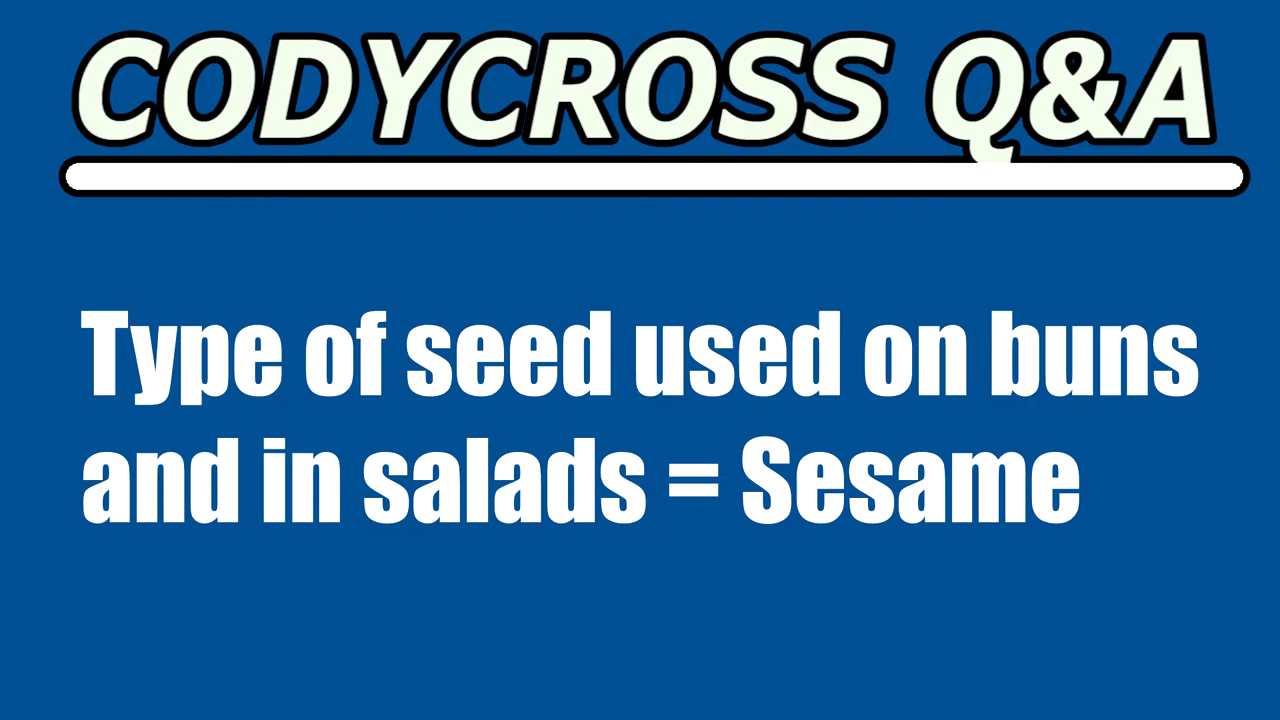 CODYCROSS Q&A
Type of seed used on buns
and in salads = Sesame